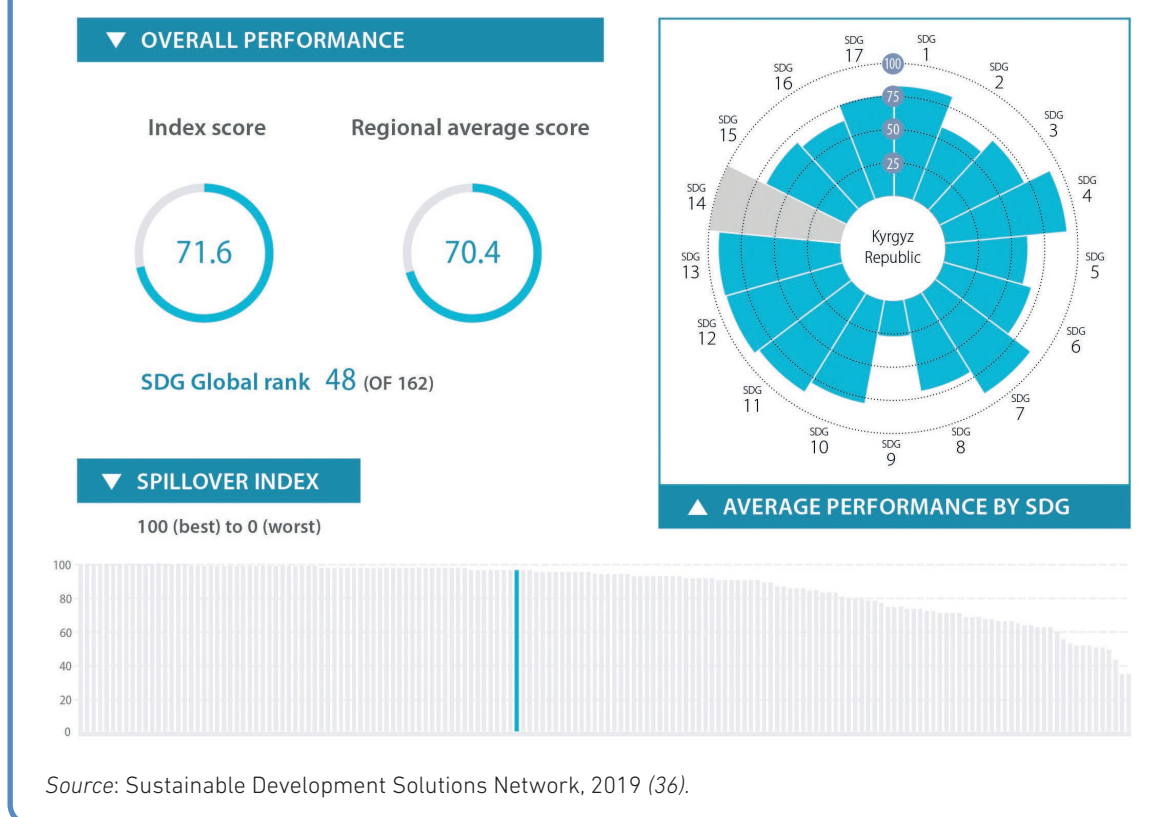 ▼ OVERALL PERFORMANCE
Index score
Regional average score
71.6
70.4
SDG Global rank 48 (OF 162)
SDG
1
SDG
2
SDG
3
SDG
4
SDG
5
SDG
6
SDG
7
SDG
8
SDG
9
SDG
10
SDG
11
SDG
12
SDG
13
SDG
14
SDG
15
SDG
16
SDG
17
100
75
50
25
Kyrgyz
Republic
▲ AVERAGE PERFORMANCE BY SDG
▼ SPILLOVER INDEX
100 (best) to 0 (worst)
100
80
60
40
20
0
Source: Sustainable Development Solutions Network, 2019 (36).